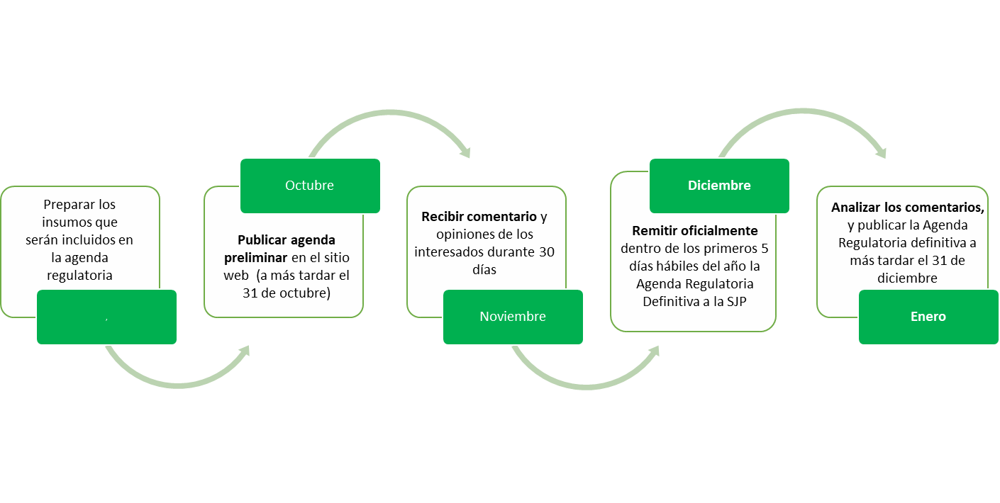 Preparar los
insumos que
serán incluidos en
la agenda
regulatoria
,
Octubre
Publicar agenda
preliminar en el sitio
web (a más tardar el
31 de octubre)
Recibir comentario y
opiniones de los
interesados durante 30
días
Noviembre
Diciembre
Remitir oficialmente
dentro de los primeros 5
días hábiles del año la
Agenda Regulatoria
Definitiva a la SJP
Analizar los comentarios,
y publicar la Agenda
Regulatoria definitiva a
más tardar el 31 de
diciembre
Enero